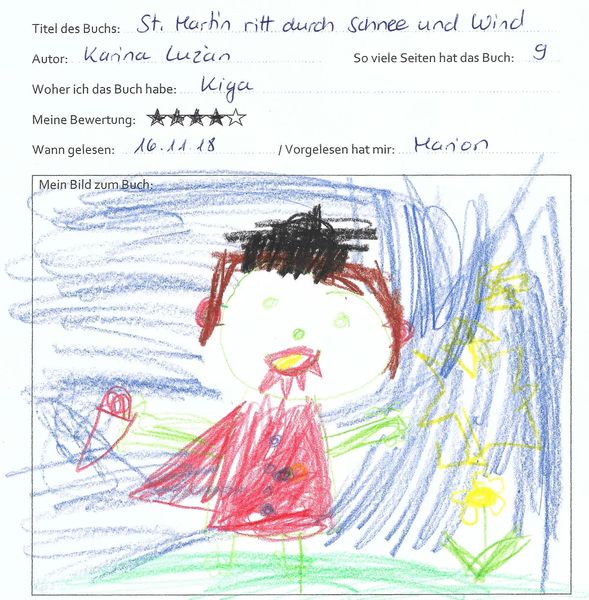 Titel des Buchs: St. Martin ritt durch Schnee und Wind
Autor: Karina Luzàn So viele Seiten hat das Buch: 9
Woher ich das Buch habe: Kiga
Meine Bewertung:
Wann gelesen: 16.11.18 / Vorgelesen hat mir: Marion
Mein Bild zum Buch: